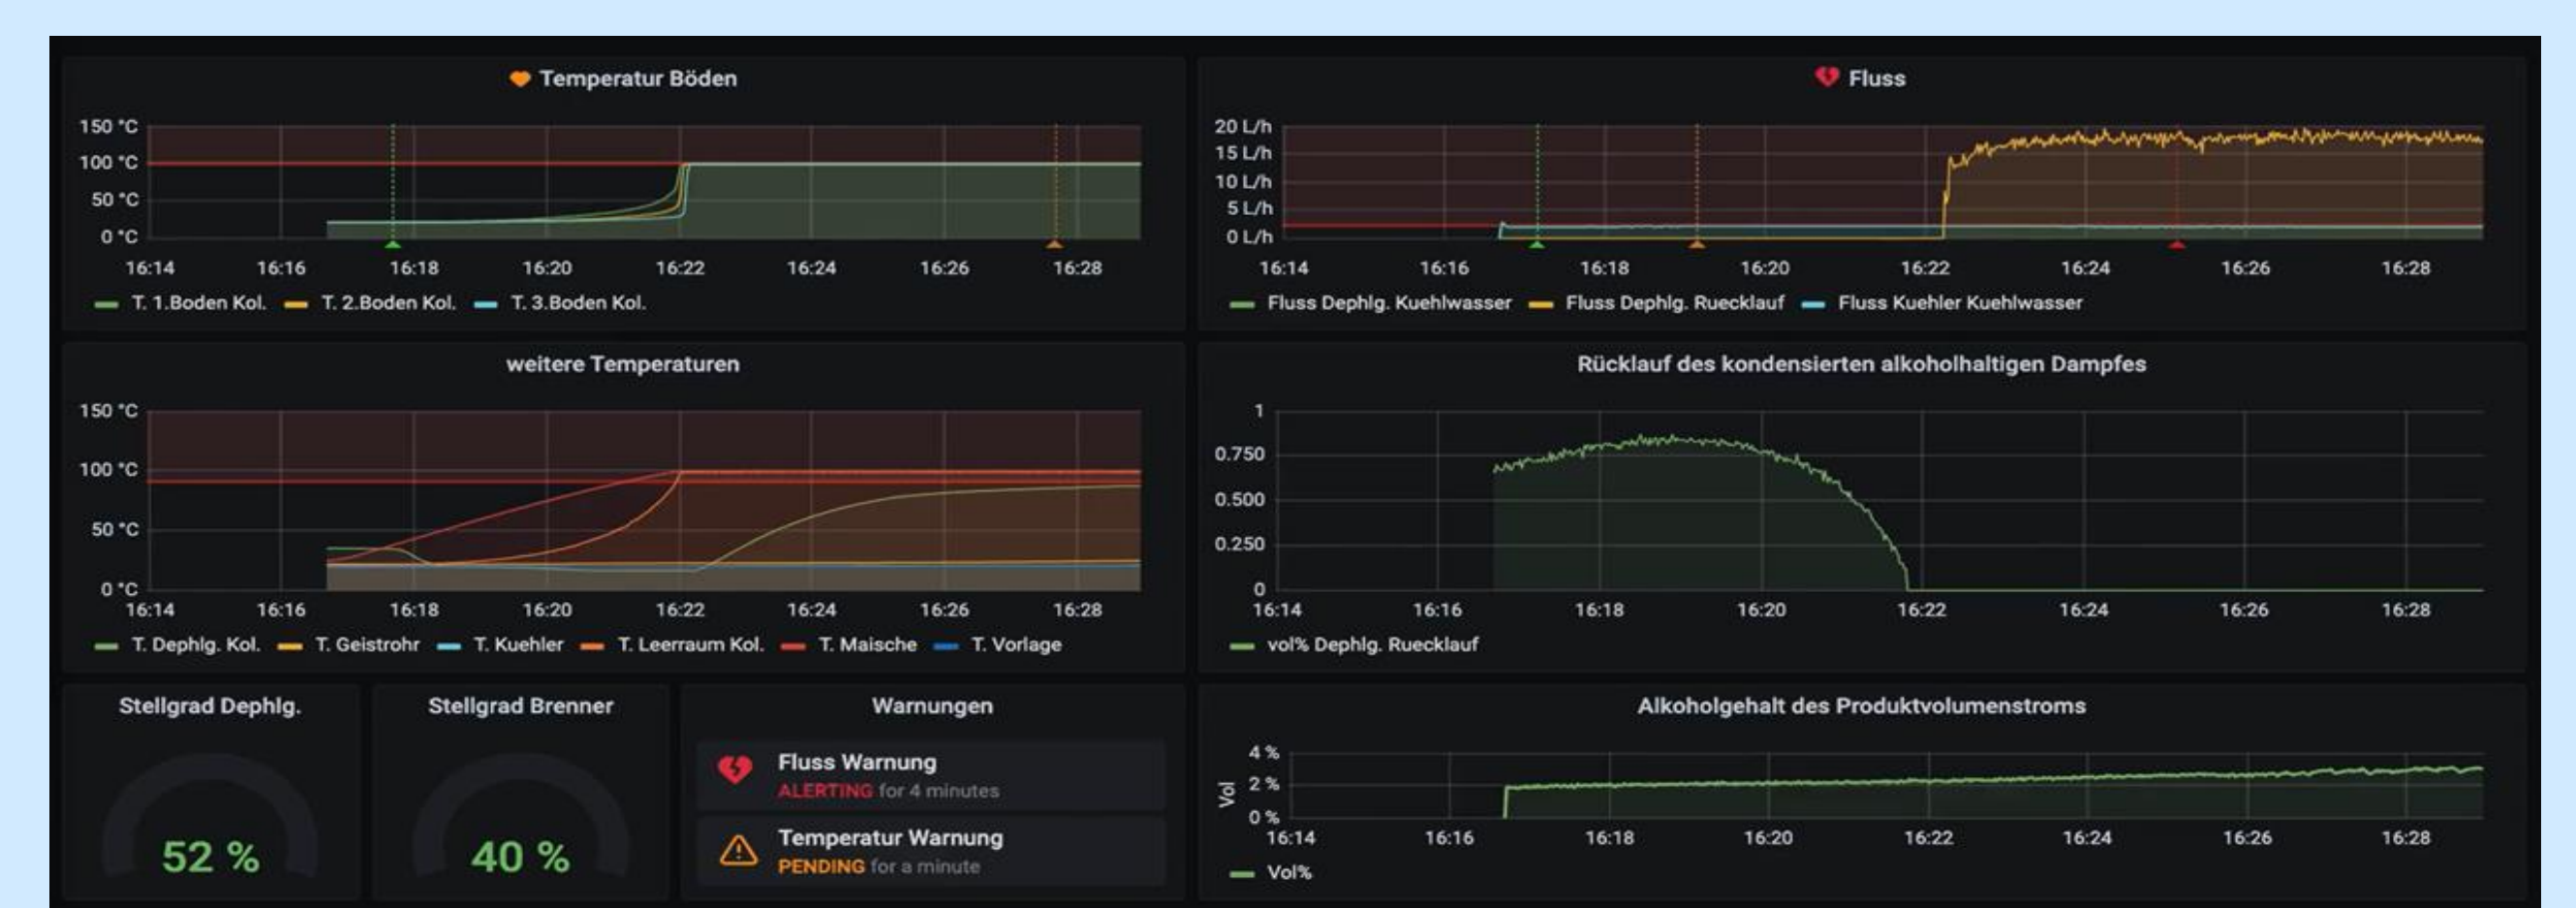 Temperatur Böden
150 °C
100 °C
50 °C
0 °C
16:14 16:16 16:18 16:20 16:22 16:24 16:26 16:28
T. 1.Boden Kol. T. 2.Boden Kol. T. 3.Boden Kol.
Fluss
20 L/h
15 L/h
10 L/h
5 L/h
0 L/h
16:14 16:16 16:18 16:20 16:22 16:24 16:26 16:28
Fluss Dephlg. Kuehlwasser Fluss Dephlg. Ruecklauf Fluss Kuehler Kuehlwasser
weitere Temperaturen
150 °C
100 °C
50 °C
0 °C
16:14 16:16 16:18 16:20 16:22 16:24 16:26 16:28
T. Dephlg. Kol. T. Geistrohr T. Kuehler T. Leerraum Kol. T. Maische T. Vorlage
Rücklauf des kondensierten alkoholhaltigen Dampfes
1
0.750
0.500
0.250
0
16:14 16:16 16:18 16:20 16:22 16:24 16:26 16:28
vol% Dephlg. Ruecklauf
Stellgrad Dephlg.
52 %
Stellgrad Brenner
40 %
Warnungen
Fluss Warnung
ALERTING for 4 minutes
Temperatur Warnung
PENDING for a minute
Alkoholgehalt des Produktvolumenstroms
Vol
4 %
2 %
0 %
16:14 16:16 16:18 16:20 16:22 16:24 16:26 16:28
Vol%